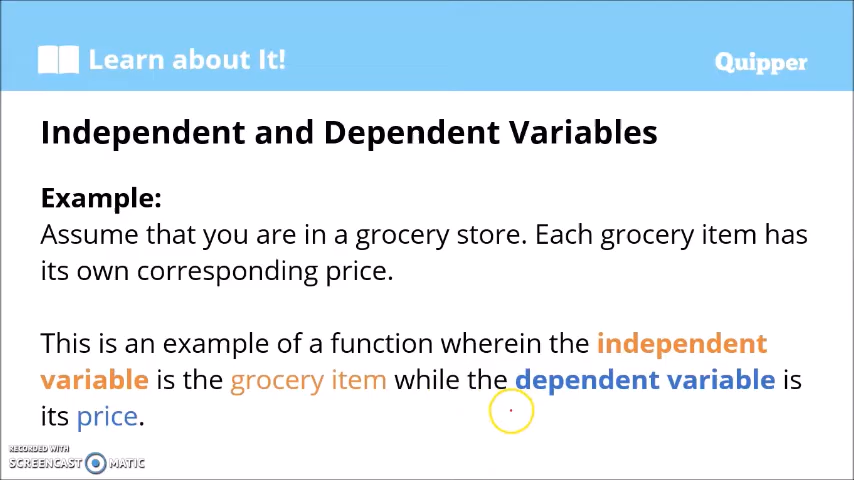 Learn about It!
Quipper
Independent and Dependent Variables
Example:
Assume that you are in a grocery store. Each grocery item has
its own corresponding price.
This is an example of a function wherein the independent
variable is the grocery item while the dependent variable is
its price.
RECORDED WITH
SCREENCAST MATIC